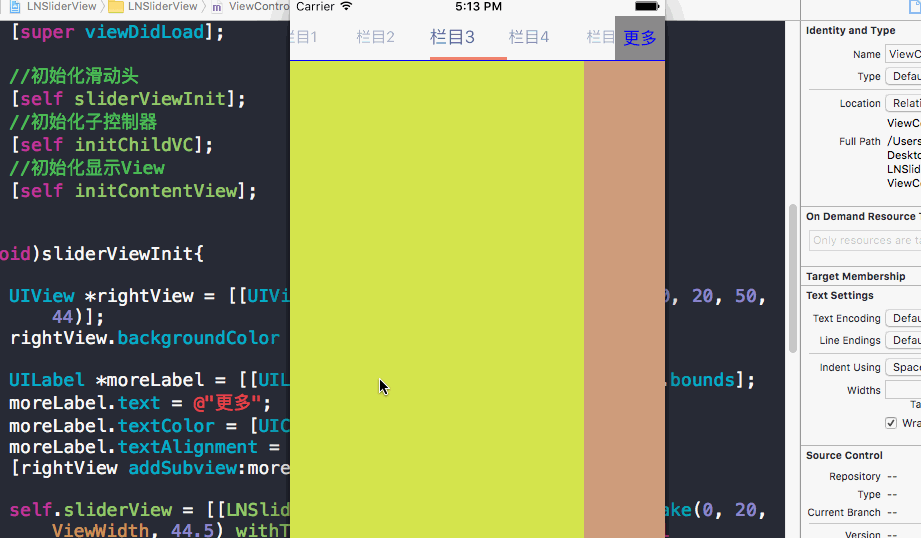 LNSliderView
LNSliderView
ViewContro
[super viewDidLoad];
//初始化滑动头
[self sliderViewInit];
//初始化子控制器
[self initChildVC];
//初始化显示View
[self initContentView];
oid)sliderViewInit{
UIView *rightView = [[UIVi
0, 20, 50,
44)];
rightView.backgroundColor
UILabel *moreLabel = [[UIL
.bounds];
moreLabel.text = @"更多";
moreLabel.textColor = [UIC
moreLabel.textAlignment =
[rightView addSubview:more
self.sliderView = [[LNSlid
ake(0, 20,
ViewWidth, 44.5) withT
Carrier
5:13 PM
栏目1
栏目2
栏目3
栏目4
栏目
更多
Identity and Type
Name
ViewC
Type
Defau
Location
Relati
ViewCo
Full Path
/Users
Deskto
LNSlid
ViewCo
On Demand Resource T
Only resources are ta
Target Membership
Text Settings
Text Encoding
Defau
Line Endings
Defau
Indent Using
Space
Widths
Ta
Wra
Source Control
Repository --
Type --
Current Branch --
Version --